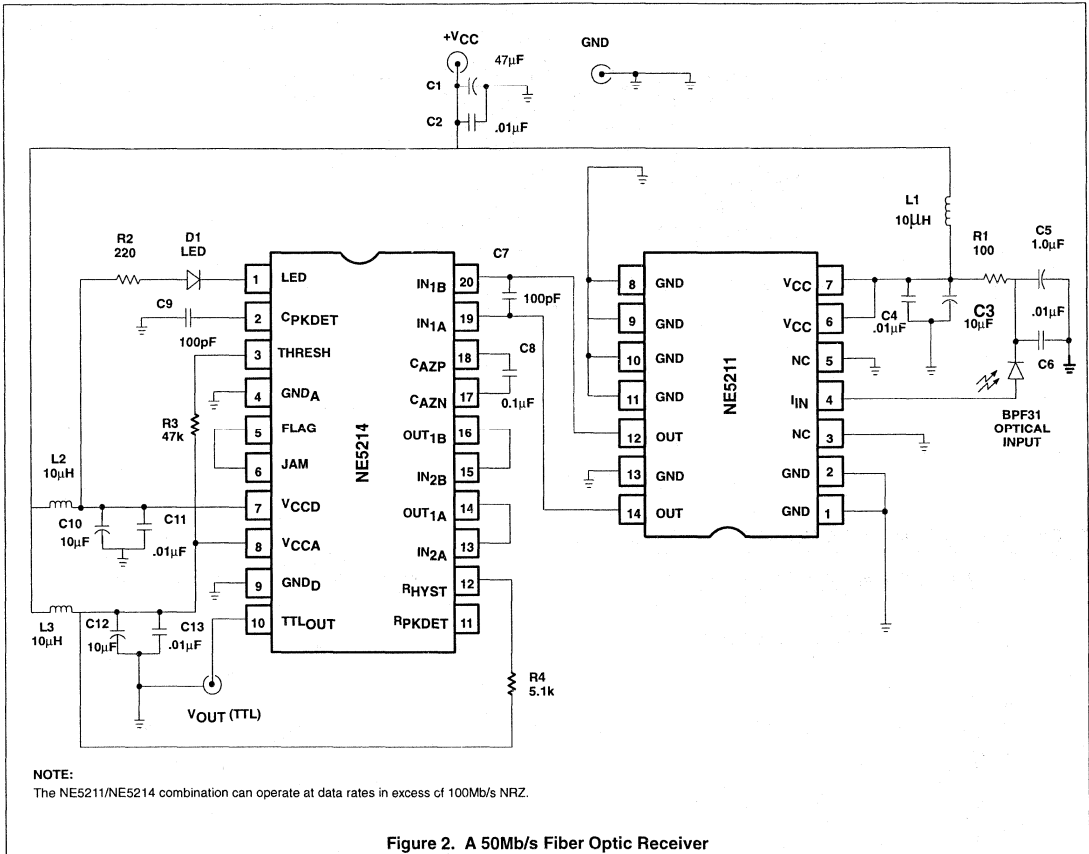 +VCC
GND
47µF
C1
C2
.01µF
L1
10µH
R2
220
D1
LED
C7
R1
100
C5
1.0µF
1 LED
IN1B 20
8 GND
VCC 7
C9
100pF
2 CPKDET
IN1A 19
100pF
9 GND
VCC 6
C4
.01µF
C3
10µF
.01µF
C6
3 THRESH
CAZP 18
C8
0.1µF
10 GND
NC 5
4 GNDA
CAZN 17
11 GND
IIN 4
R3
47k
5 FLAG
NE5214
OUT1B 16
NE5211
12 OUT
NC 3
BPF31
OPTICAL
INPUT
6 JAM
IN2B 15
13 GND
GND 2
L2
10µH
7 VCCD
OUT1A 14
14 OUT
GND 1
C10
10µF
C11
.01µF
8 VCCA
IN2A 13
9 GNDD
RHYST 12
L3
10µH
C12
10µF
C13
.01µF
10 TTLOUT
RPKDET 11
R4
5.1k
VOUT (TTL)
NOTE:
The NE5211/NE5214 combination can operate at data rates in excess of 100Mb/s NRZ.
Figure 2. A 50Mb/s Fiber Optic Receiver